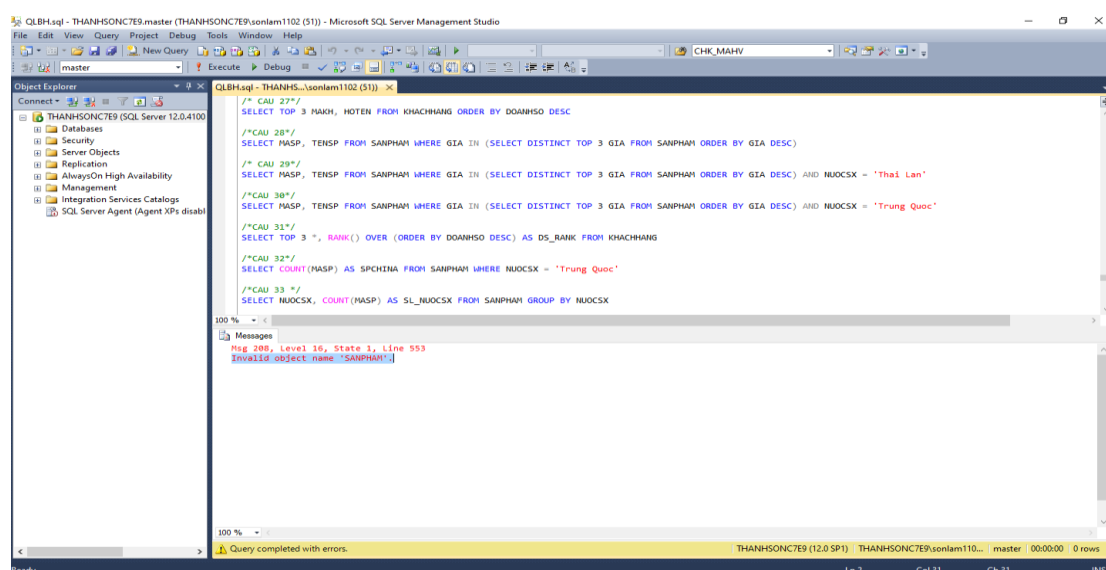 QLBH.sql - THANHSONC7E9.master (THANHSONC7E9\sonlam1102 (51)) - Microsoft SQL Server Management Studio
File Edit View Query Project Debug Tools Window Help
New Query CHK_MAHV
master Execute Debug
Object Explorer
Connect
THANHSONC7E9 (SQL Server 12.0.4100
Databases
Security
Server Objects
Replication
AlwaysOn High Availability
Management
Integration Services Catalogs
SQL Server Agent (Agent XPs disabl
QLBH.sql - THANHS...\sonlam1102 (51))
/* CAU 27*/
SELECT TOP 3 MAKH, HOTEN FROM KHACHHANG ORDER BY DOANHSO DESC
/*CAU 28*/
SELECT MASP, TENSP FROM SANPHAM WHERE GIA IN (SELECT DISTINCT TOP 3 GIA FROM SANPHAM ORDER BY GIA DESC)
/* CAU 29*/
SELECT MASP, TENSP FROM SANPHAM WHERE GIA IN (SELECT DISTINCT TOP 3 GIA FROM SANPHAM ORDER BY GIA DESC) AND NUOCSX = 'Thai Lan'
/*CAU 30*/
SELECT MASP, TENSP FROM SANPHAM WHERE GIA IN (SELECT DISTINCT TOP 3 GIA FROM SANPHAM ORDER BY GIA DESC) AND NUOCSX = 'Trung Quoc'
/*CAU 31*/
SELECT TOP 3 *, RANK() OVER (ORDER BY DOANHSO DESC) AS DS_RANK FROM KHACHHANG
/*CAU 32*/
SELECT COUNT(MASP) AS SPCHINA FROM SANPHAM WHERE NUOCSX = 'Trung Quoc'
/*CAU 33 */
SELECT NUOCSX, COUNT(MASP) AS SL_NUOCSX FROM SANPHAM GROUP BY NUOCSX
100 %
Messages
Msg 208, Level 16, State 1, Line 553
Invalid object name 'SANPHAM'.
100 %
Query completed with errors. THANHSONC7E9 (12.0 SP1) THANHSONC7E9\sonlam110... master 00:00:00 0 rows